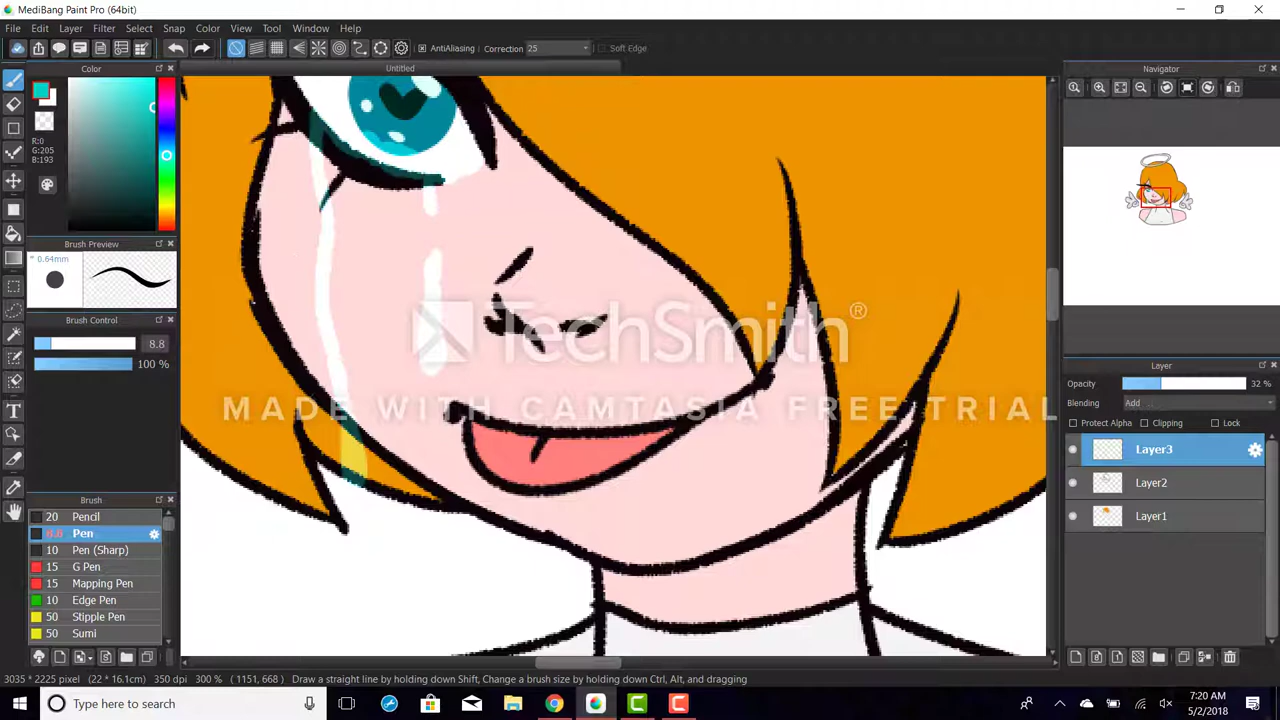 MediBang Paint Pro (64bit)
File Edit Layer Filter Select Snap Color View Tool Window Help
AntiAliasing Correction 25 Soft Edge
Color
Untitled
Navigator
R:0
G:205
B:193
Brush Preview
* 0.64mm
Brush Control
8.8
100 %
TechSmith®
MADE WITH CAMTASIA FREE TRIAL
Layer
Opacity 32 %
Blending Add
Protect Alpha Clipping Lock
Layer3
Layer2
Layer1
Brush
20 Pencil
8.8 Pen
10 Pen (Sharp)
15 G Pen
15 Mapping Pen
10 Edge Pen
50 Stipple Pen
50 Sumi
3035 * 2225 pixel (22 * 16.1cm) 350 dpi 300 % ( 1151, 668 ) Draw a straight line by holding down Shift, Change a brush size by holding down Ctrl, Alt, and dragging
Type here to search
7:20 AM
5/2/2018